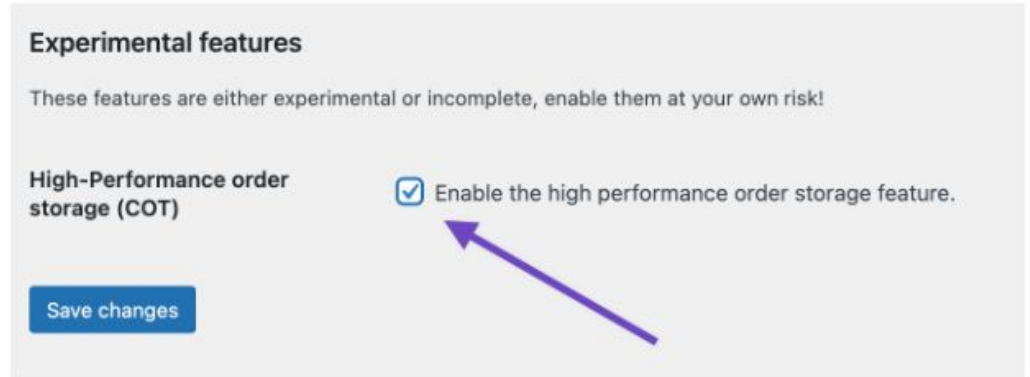 Experimental features
These features are either experimental or incomplete, enable them at your own risk!
High-Performance order
storage (COT)
Enable the high performance order storage feature.
Save changes